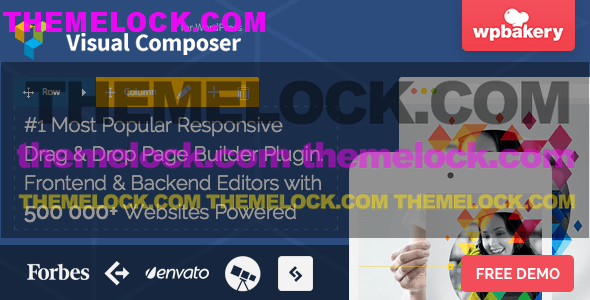 THEMELOCK.COM
for WordPress
Visual Composer
wpbakery
Row
Column
THEMELOCK.COM
#1 Most Popular Responsive
Drag & Drop Page Builder Plugin.
themelock.com themelock.com
Frontend & Backend Editors with
THEMELOCK.COM THEMELOCK.COM THEMELOCK.COM
500 000+ Websites Powered
Forbes
envato
FREE DEMO